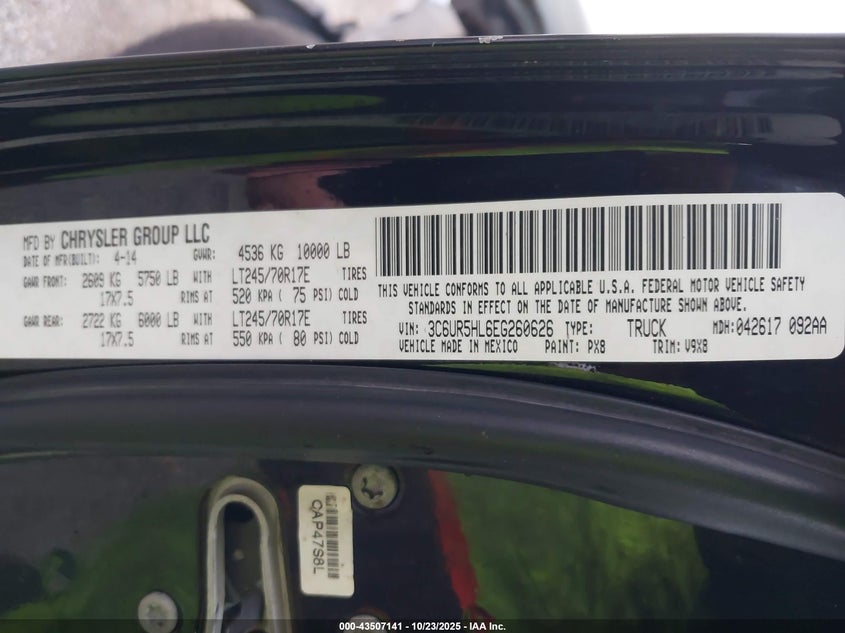 MFD BY CHRYSLER GROUP LLC
DATE OF MFR(BUILT): 4-14 GVWR: 4536 KG 10000 LB
GAWR FRONT: 2609 KG 5750 LB WITH LT245/70R17E TIRES
17X7.5 RIMS AT 520 KPA ( 75 PSI) COLD
GAWR REAR: 2722 KG 6000 LB WITH LT245/70R17E TIRES
17X7.5 RIMS AT 550 KPA ( 80 PSI) COLD
THIS VEHICLE CONFORMS TO ALL APPLICABLE U.S.A. FEDERAL MOTOR VEHICLE SAFETY
STANDARDS IN EFFECT ON THE DATE OF MANUFACTURE SHOWN ABOVE.
VIN: 3C6UR5HL6EG260626 TYPE: TRUCK MDH: 042617 092AA
VEHICLE MADE IN MEXICO PAINT: PX8 TRIM: V9X8
CAP47S8L
000-43507141 - 10/23/2025 - IAA Inc.